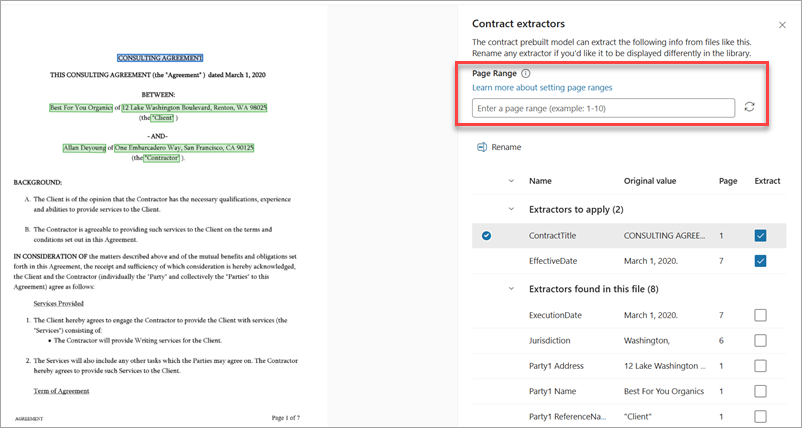 CONSULTING AGREEMENT
THIS CONSULTING AGREEMENT (the "Agreement" ) dated March 1, 2020
BETWEEN:
Best For You Organics of 12 Lake Washington Boulevard, Renton, WA 98025
(the "Client" )
- AND-
Allan Deyoung of One Embarcadero Way, San Francisco, CA 90125
(the "Contractor" ).
BACKGROUND:
A. The Client is of the opinion that the Contractor has the necessary qualifications, experience
and abilities to provide services to the Client.
B. The Contractor is agreeable to providing such services to the Client on the terms and
conditions set out in this Agreement.
IN CONSIDERATION OF the matters described above and of the mutual benefits and obligations set
forth in this Agreement, the receipt and sufficiency of which consideration is hereby acknowledged,
the Client and the Contractor (individually the "Party" and collectively the "Parties" to this
Agreement) agree as follows:
Services Provided
1. The Client hereby agrees to engage the Contractor to provide the Client with services (the
"Services") consisting of:
• The Contractor will provide Writing services for the Client.
2. The Services will also include any other tasks which the Parties may agree on. The Contractor
hereby agrees to provide such Services to the Client.
Term of Agreement
AGREEMENT Page 1 of 7
Contract extractors
The contract prebuilt model can extract the following info from files like this.
Rename any extractor if you'd like it to be displayed differently in the library.
Page Range
Learn more about setting page ranges
Enter a page range (example: 1-10)
Rename
Name Original value Page Extract
Extractors to apply (2)
ContractTitle CONSULTING AGREE... 1
EffectiveDate March 1, 2020. 7
Extractors found in this file (8)
ExecutionDate March 1, 2020. 7
Jurisdiction Washington, 6
Party1 Address 12 Lake Washington ... 1
Party1 Name Best For You Organics 1
Party1 ReferenceNa... "Client" 1